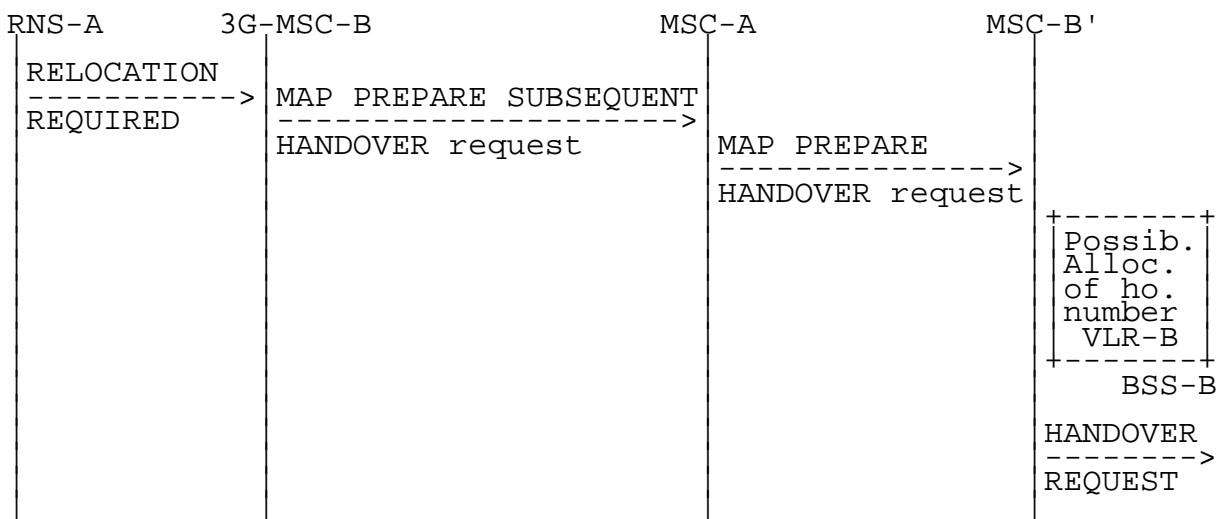 RNS-A 3G-MSC-B MSC-A MSC-B'
RELOCATION
REQUIRED
MAP PREPARE SUBSEQUENT
HANDOVER request
MAP PREPARE
HANDOVER request
Possib.
Alloc.
of ho.
number
VLR-B
BSS-B
HANDOVER
REQUEST